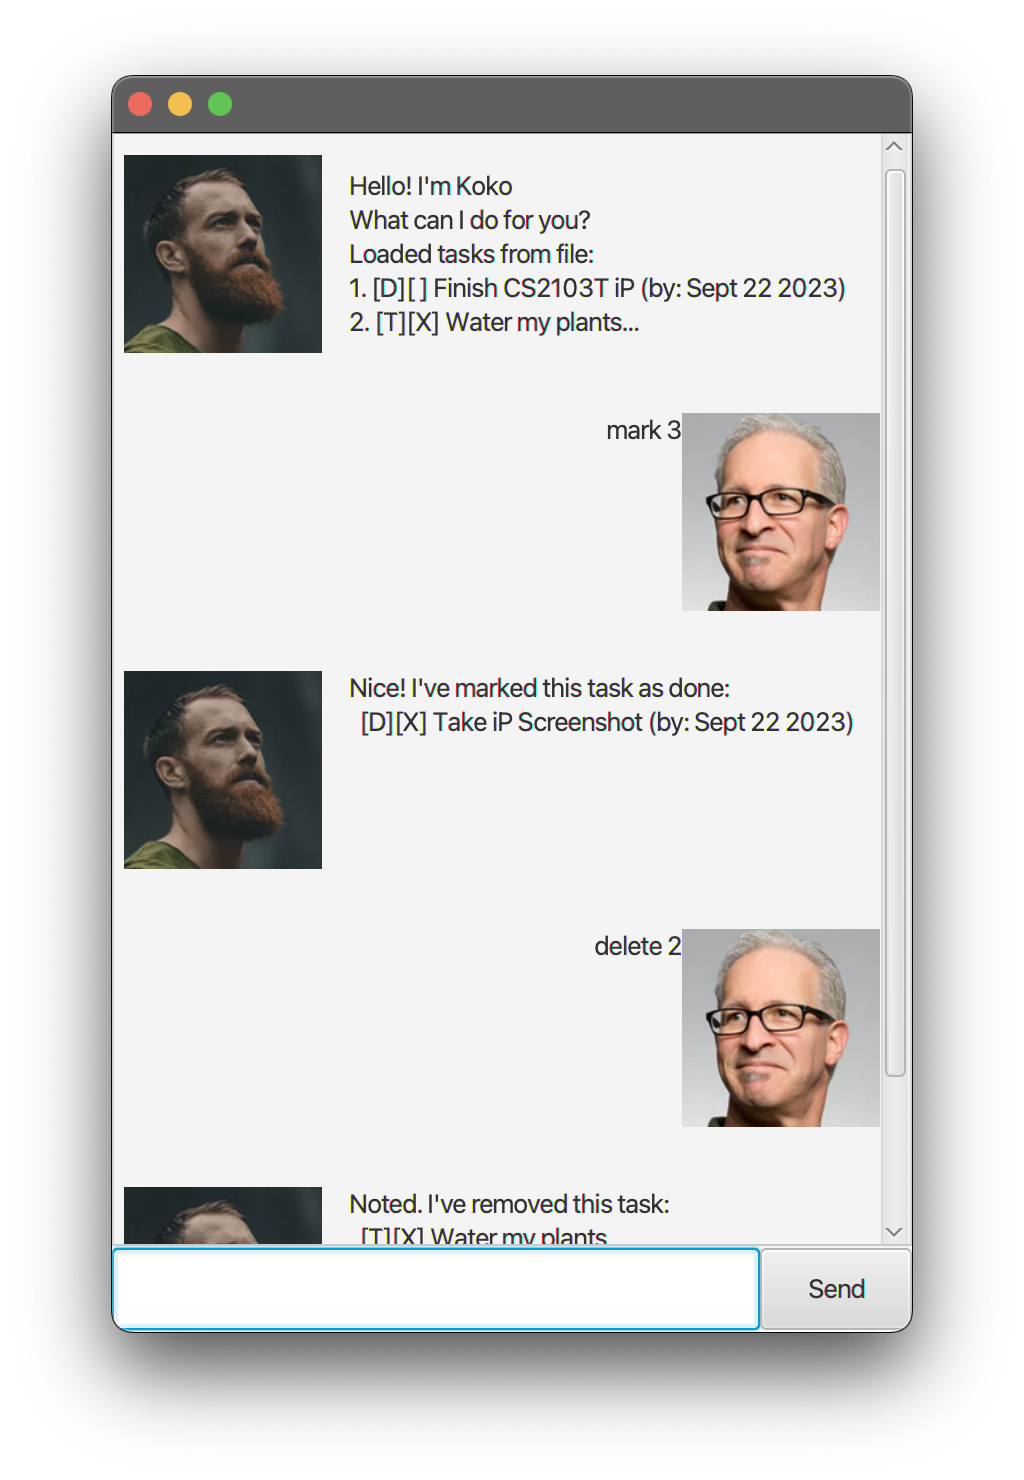 Hello! I'm Koko
What can I do for you?
Loaded tasks from file:
1. [D][ ] Finish CS2103T iP (by: Sept 22 2023)
2. [T][X] Water my plants...
mark 3
Nice! I've marked this task as done:
[D][X] Take iP Screenshot (by: Sept 22 2023)
delete 2
Noted. I've removed this task:
[T][X] Water my plants
Send